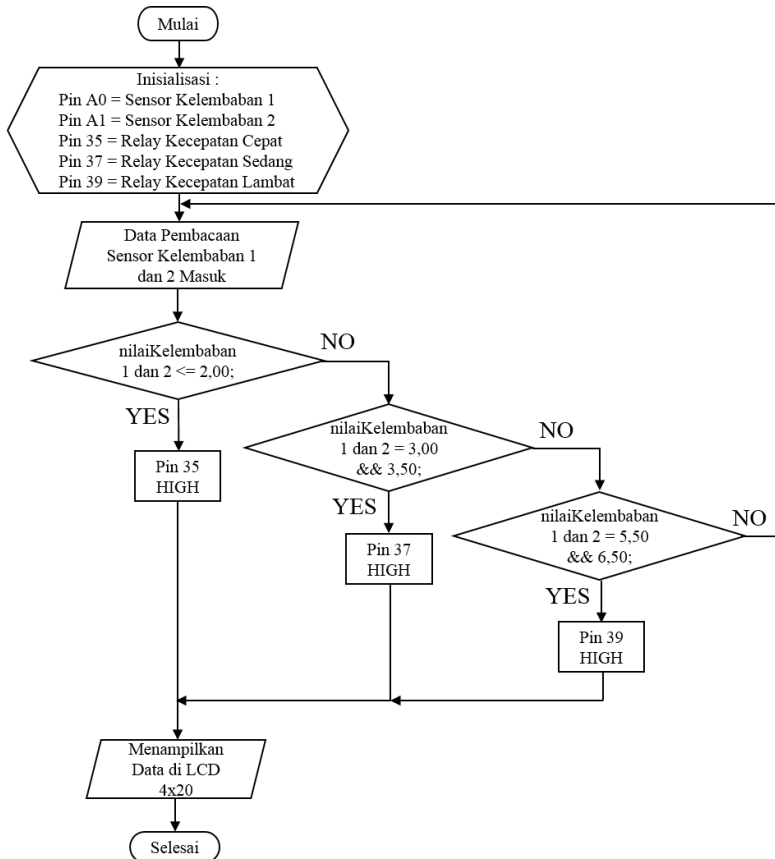 Mulai
Inisialisasi :
Pin A0 = Sensor Kelembaban 1
Pin A1 = Sensor Kelembaban 2
Pin 35 = Relay Kecepatan Cepat
Pin 37 = Relay Kecepatan Sedang
Pin 39 = Relay Kecepatan Lambat
Data Pembacaan
Sensor Kelembaban 1
dan 2 Masuk
nilaiKelembaban
1 dan 2 <= 2,00;
NO
YES
Pin 35
HIGH
nilaiKelembaban
1 dan 2 = 3,00
&& 3,50;
NO
YES
Pin 37
HIGH
nilaiKelembaban
1 dan 2 = 5,50
&& 6,50;
NO
YES
Pin 39
HIGH
Menampilkan
Data di LCD
4x20
Selesai